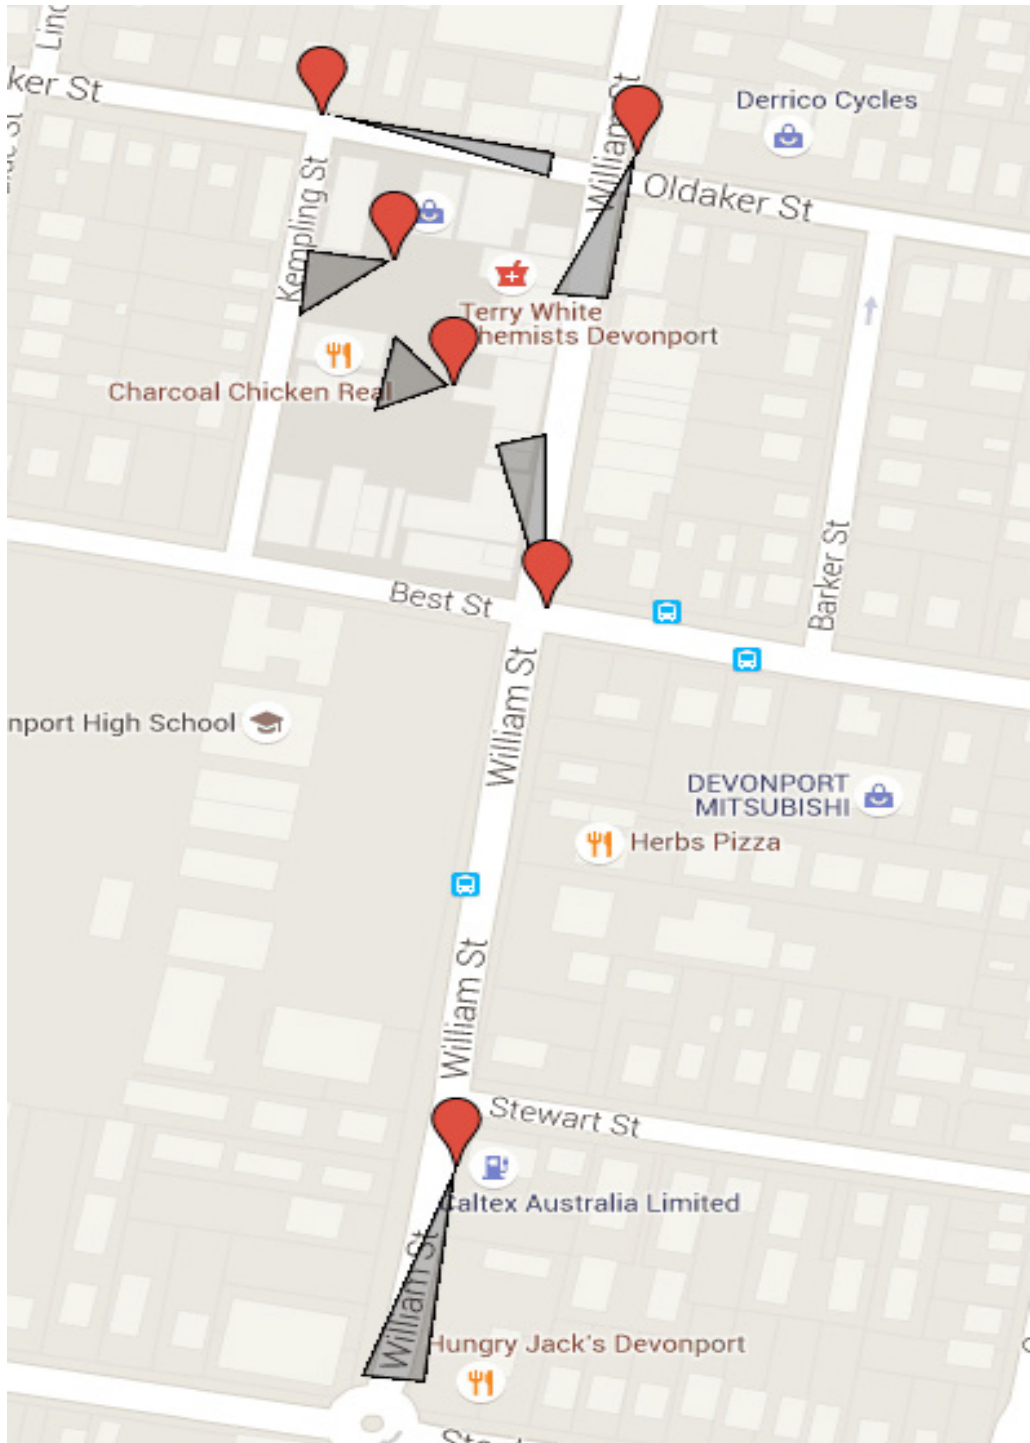 ker St
William St
Derrico Cycles
Oldaker St
Kempling St
Terry White
hemists Devonport
Charcoal Chicken Real
Barker St
Best St
William St
nport High School
DEVONPORT
MITSUBISHI
Herbs Pizza
William St
Stewart St
Caltex Australia Limited
William St
Hungry Jack's Devonport